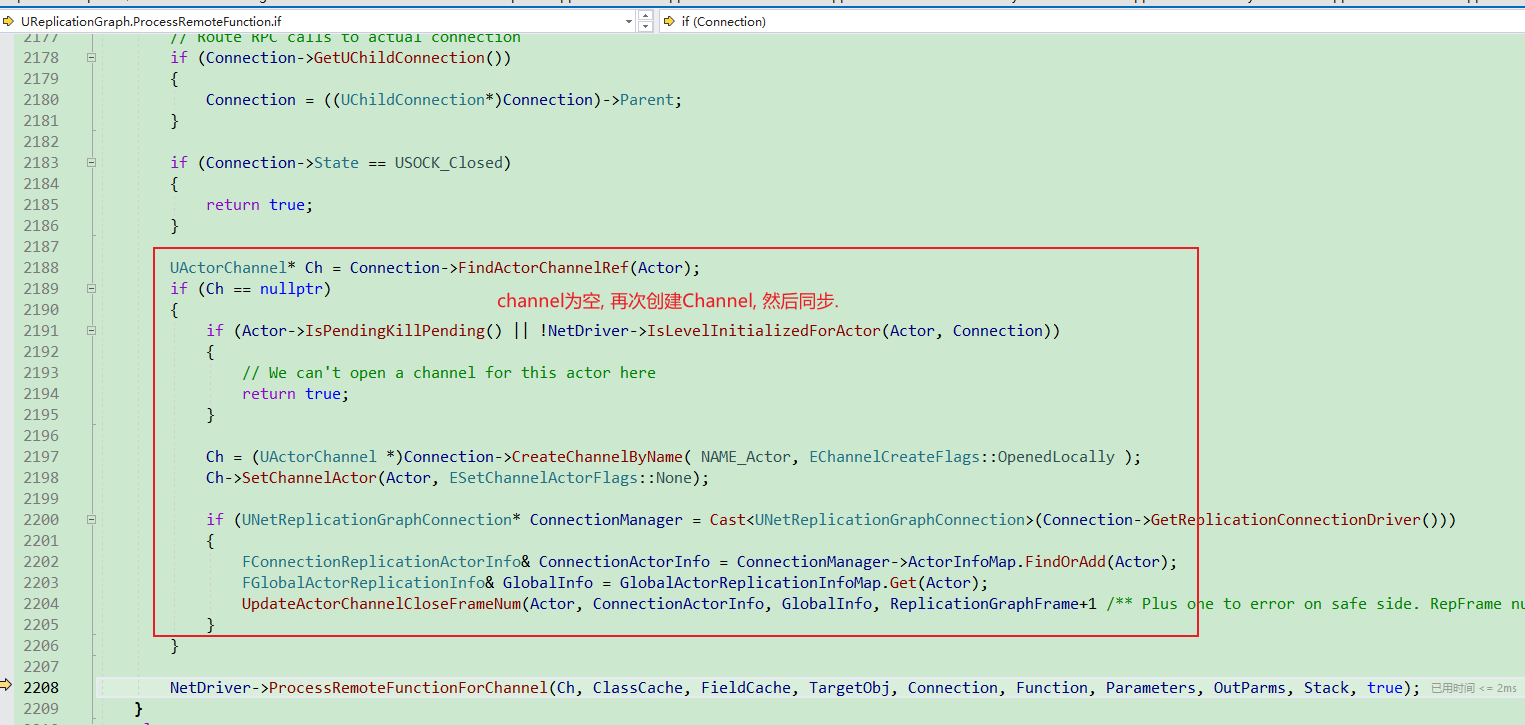 UReplicationGraph.ProcessRemoteFunction.if
if (Connection)
2177 // Route RPC calls to actual connection
2178 if (Connection->GetUChildConnection())
2179 {
2180 Connection = ((UChildConnection*)Connection)->Parent;
2181 }
2182
2183 if (Connection->State == USOCK_Closed)
2184 {
2185 return true;
2186 }
2187
2188 UActorChannel* Ch = Connection->FindActorChannelRef(Actor);
2189 if (Ch == nullptr)
channel为空, 再次创建Channel, 然后同步.
2190 {
2191 if (Actor->IsPendingKillPending() || !NetDriver->IsLevelInitializedForActor(Actor, Connection))
2192 {
2193 // We can't open a channel for this actor here
2194 return true;
2195 }
2196
2197 Ch = (UActorChannel *)Connection->CreateChannelByName( NAME_Actor, EChannelCreateFlags::OpenedLocally );
2198 Ch->SetChannelActor(Actor, ESetChannelActorFlags::None);
2199
2200 if (UNetReplicationGraphConnection* ConnectionManager = Cast<UNetReplicationGraphConnection>(Connection->GetReplicationConnectionDriver()))
2201 {
2202 FConnectionReplicationActorInfo& ConnectionActorInfo = ConnectionManager->ActorInfoMap.FindOrAdd(Actor);
2203 FGlobalActorReplicationInfo& GlobalInfo = GlobalActorReplicationInfoMap.Get(Actor);
2204 UpdateActorChannelCloseFrameNum(Actor, ConnectionActorInfo, GlobalInfo, ReplicationGraphFrame+1 /** Plus one to error on safe side. RepFrame nu
2205 }
2206 }
2207
2208 NetDriver->ProcessRemoteFunctionForChannel(Ch, ClassCache, FieldCache, TargetObj, Connection, Function, Parameters, OutParms, Stack, true); 已用时间 <= 2ms
2209 }